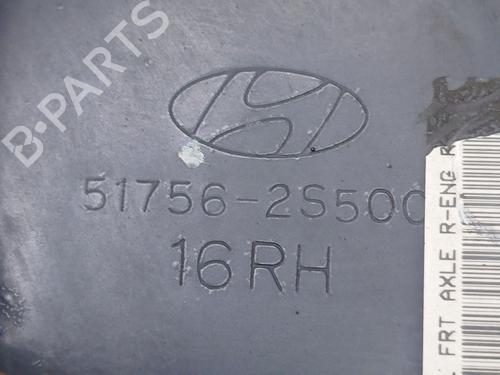 B-PARTS
51756-2S500
16RH
FRT AXLE R-ENG R